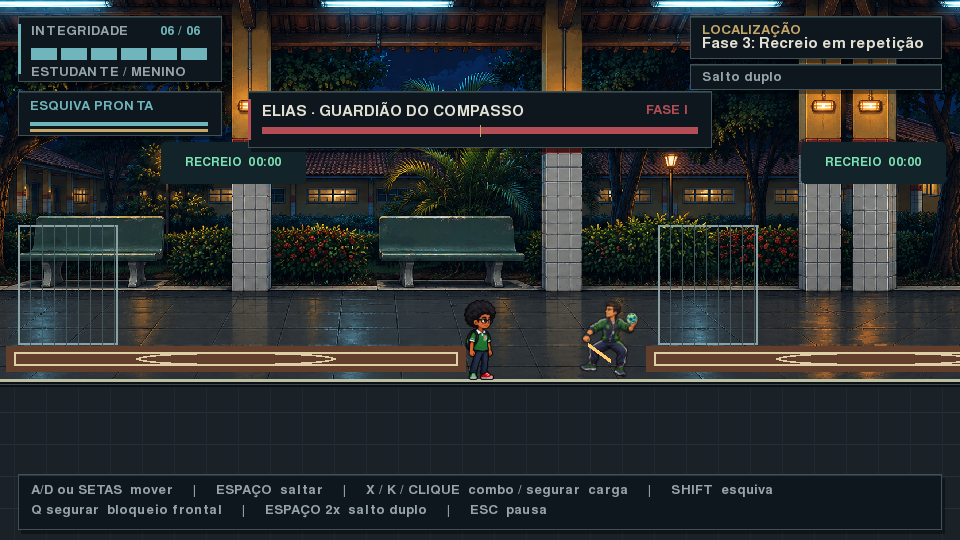 INTEGRIDADE 06 / 06
ESTUDANTE / MENINO
ESQUIVA PRONTA
LOCALIZAÇÃO
Fase 3: Recreio em repetição
Salto duplo
ELIAS · GUARDIÃO DO COMPASSO FASE I
RECREIO 00:00
RECREIO 00:00
A/D ou SETAS mover | ESPAÇO saltar | X / K / CLIQUE combo / segurar carga | SHIFT esquiva
Q segurar bloqueio frontal | ESPAÇO 2x salto duplo | ESC pausa